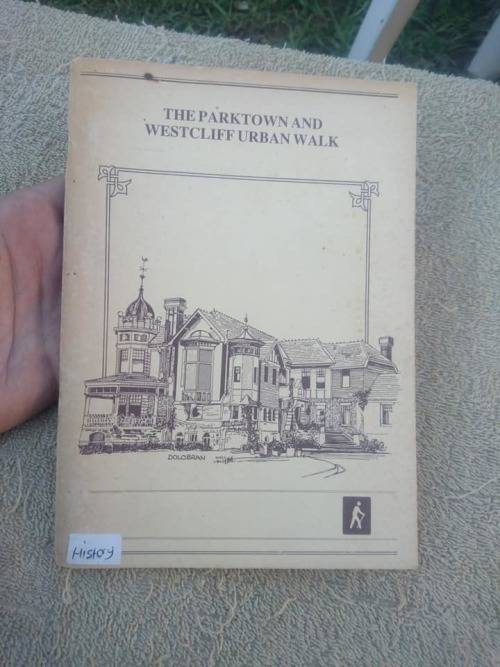 THE PARKTOWN AND
WESTCLIFF URBAN WALK
DOLOBRAN
History